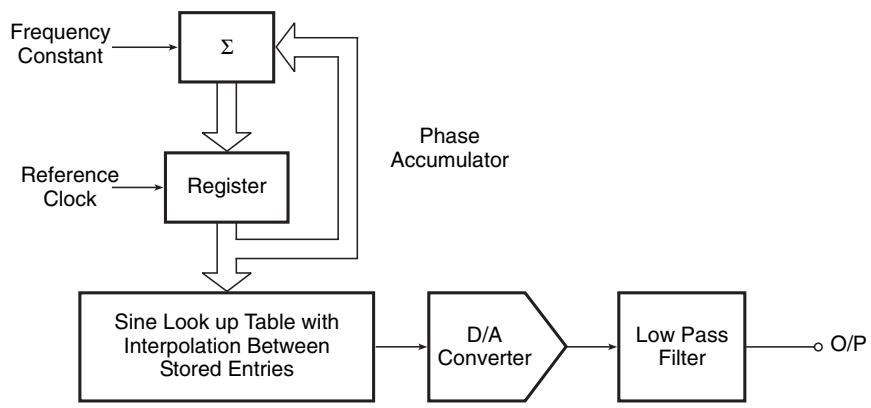 Frequency
Constant
Σ
Phase
Accumulator
Reference
Clock
Register
Sine Look up Table with
Interpolation Between
Stored Entries
D/A
Converter
Low Pass
Filter
O/P